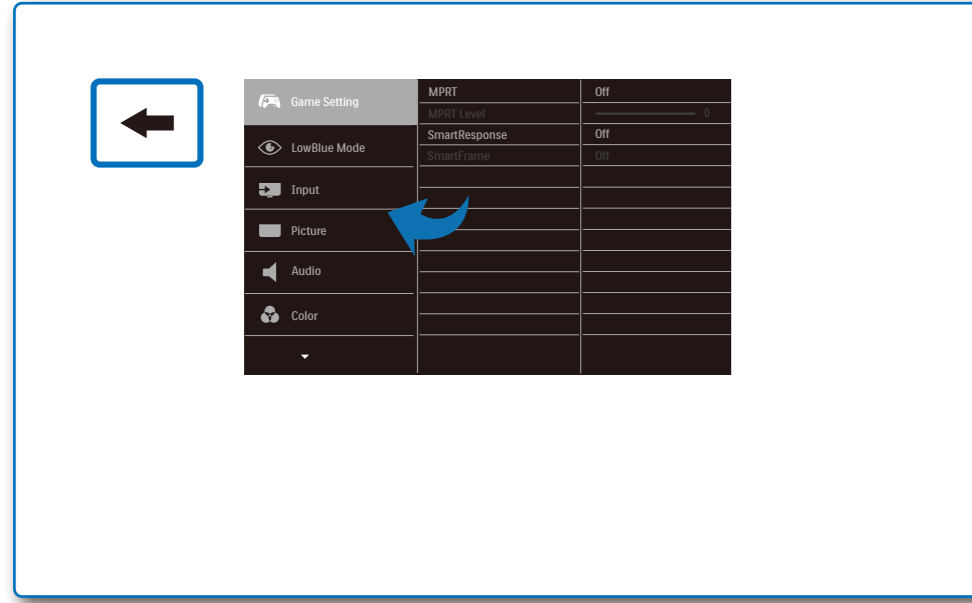 Game Setting
LowBlue Mode
Input
Picture
Audio
Color
MPRT Off
MPRT Level 0
SmartResponse Off
SmartFrame Off